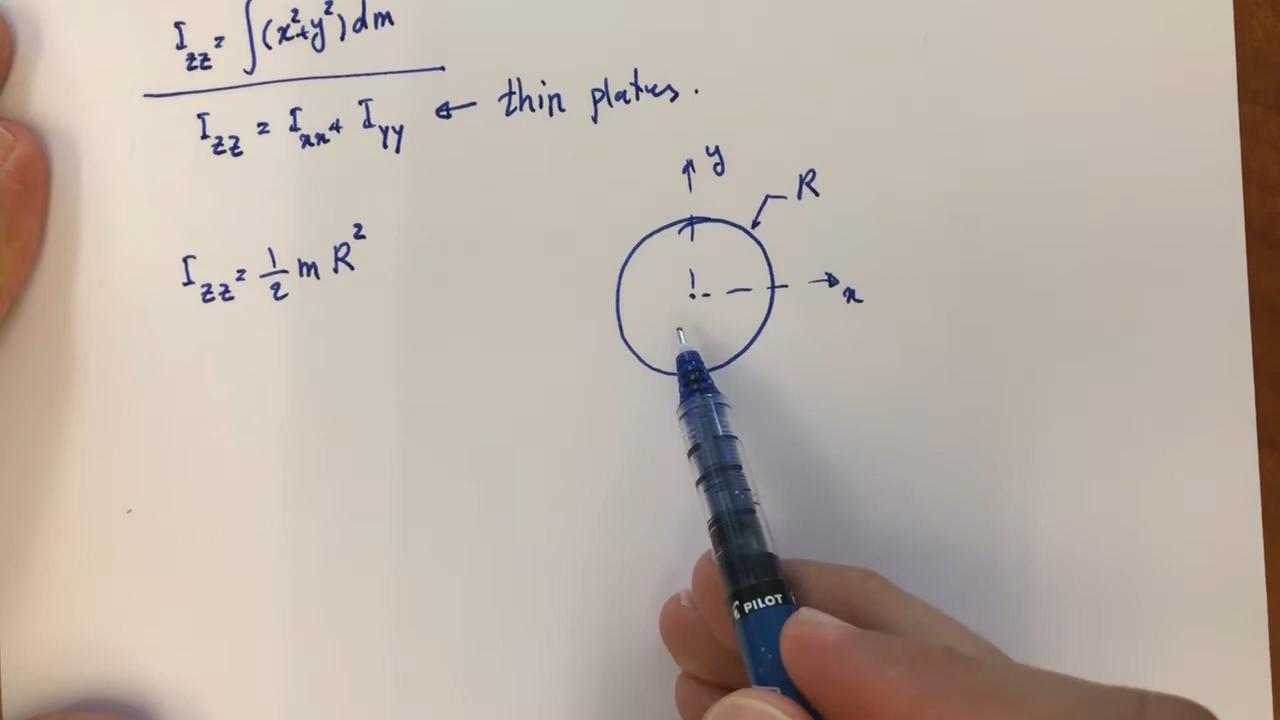 I_zz = ∫(x²+y²)dm
I_zz = I_xx + I_yy ← thin plates.
y
R
I_zz = 1/2 m R²
x
PILOT